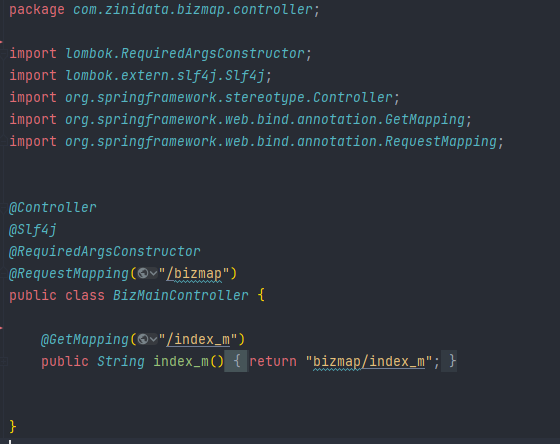 package com.zinidata.bizmap.controller;
import lombok.RequiredArgsConstructor;
import lombok.extern.slf4j.Slf4j;
import org.springframework.stereotype.Controller;
import org.springframework.web.bind.annotation.GetMapping;
import org.springframework.web.bind.annotation.RequestMapping;
@Controller
@Slf4j
@RequiredArgsConstructor
@RequestMapping("/bizmap")
public class BizMainController {
@GetMapping("/index_m")
public String index_m() { return "bizmap/index_m"; }
}